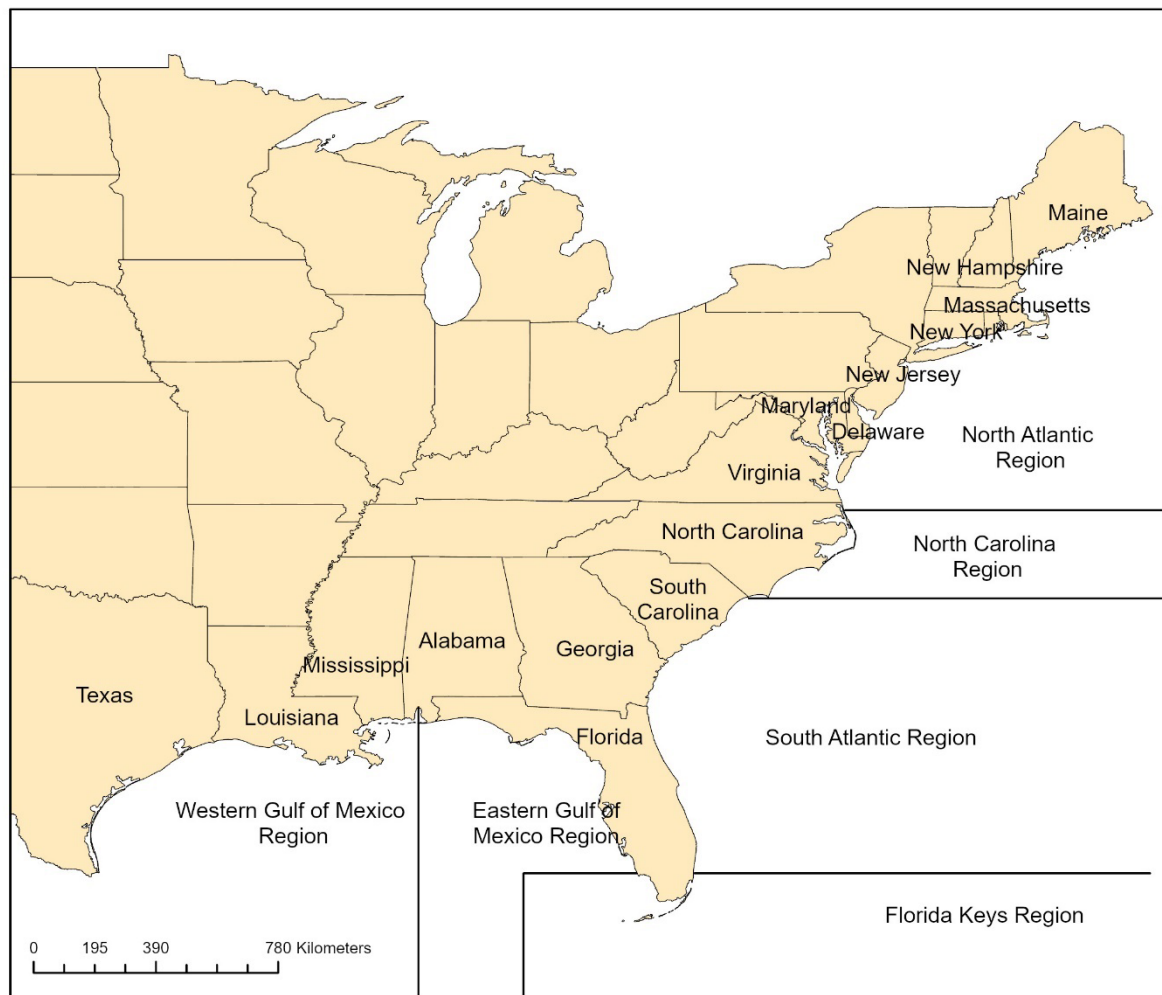 Maine
New Hampshire
Massachusetts
New York
New Jersey
Maryland
Delaware
North Atlantic
Region
Virginia
North Carolina
North Carolina
Region
South
Carolina
Alabama
Georgia
Mississippi
Texas
Louisiana
Florida
South Atlantic Region
Western Gulf of Mexico
Region
Eastern Gulf of
Mexico Region
Florida Keys Region
0 195 390 780 Kilometers